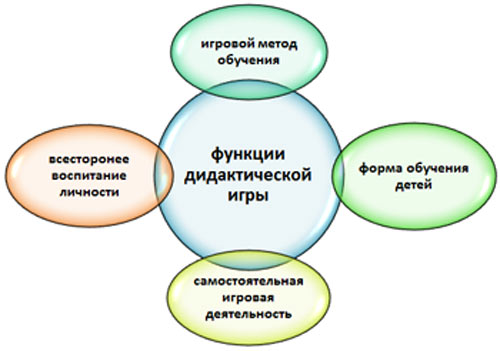 игровой метод
обучения
всесторонее
воспитание
личности
функции
дидактической
игры
форма обучения
детей
самостоятельная
игровая
деятельность